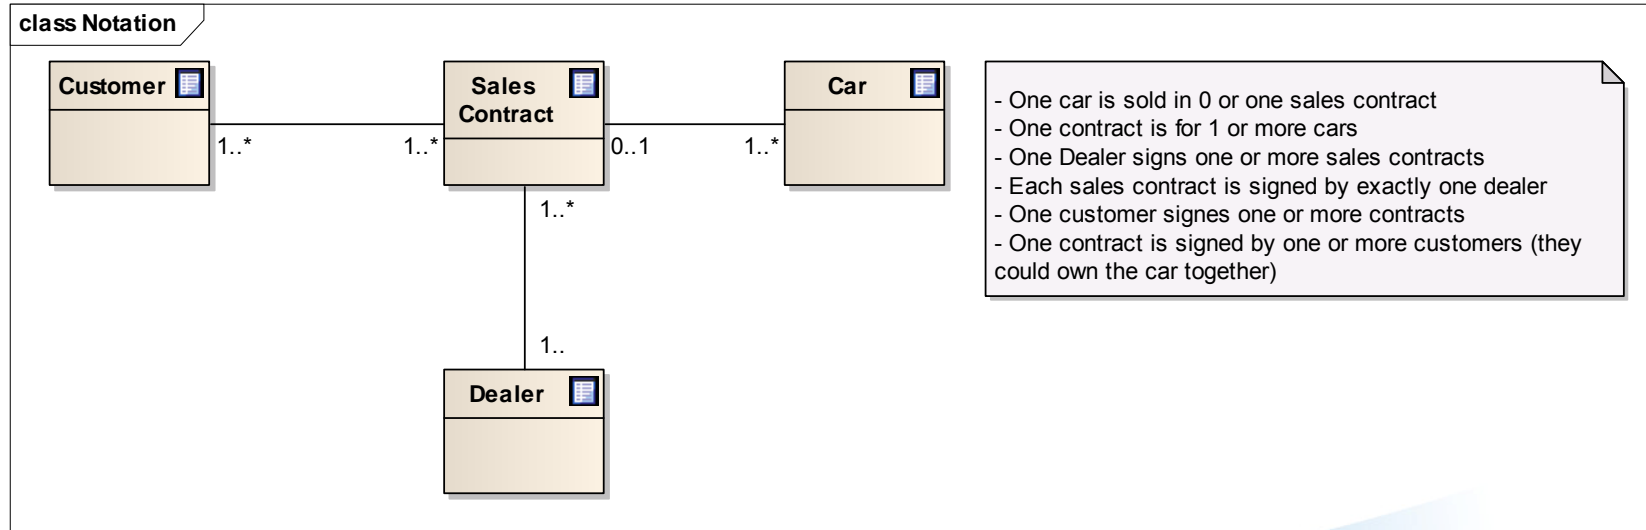 class Notation
Customer
Sales
Contract
Car
1..*
1..*
0..1
1..*
1..*
1..
Dealer
- One car is sold in 0 or one sales contract
- One contract is for 1 or more cars
- One Dealer signs one or more sales contracts
- Each sales contract is signed by exactly one dealer
- One customer signes one or more contracts
- One contract is signed by one or more customers (they
could own the car together)